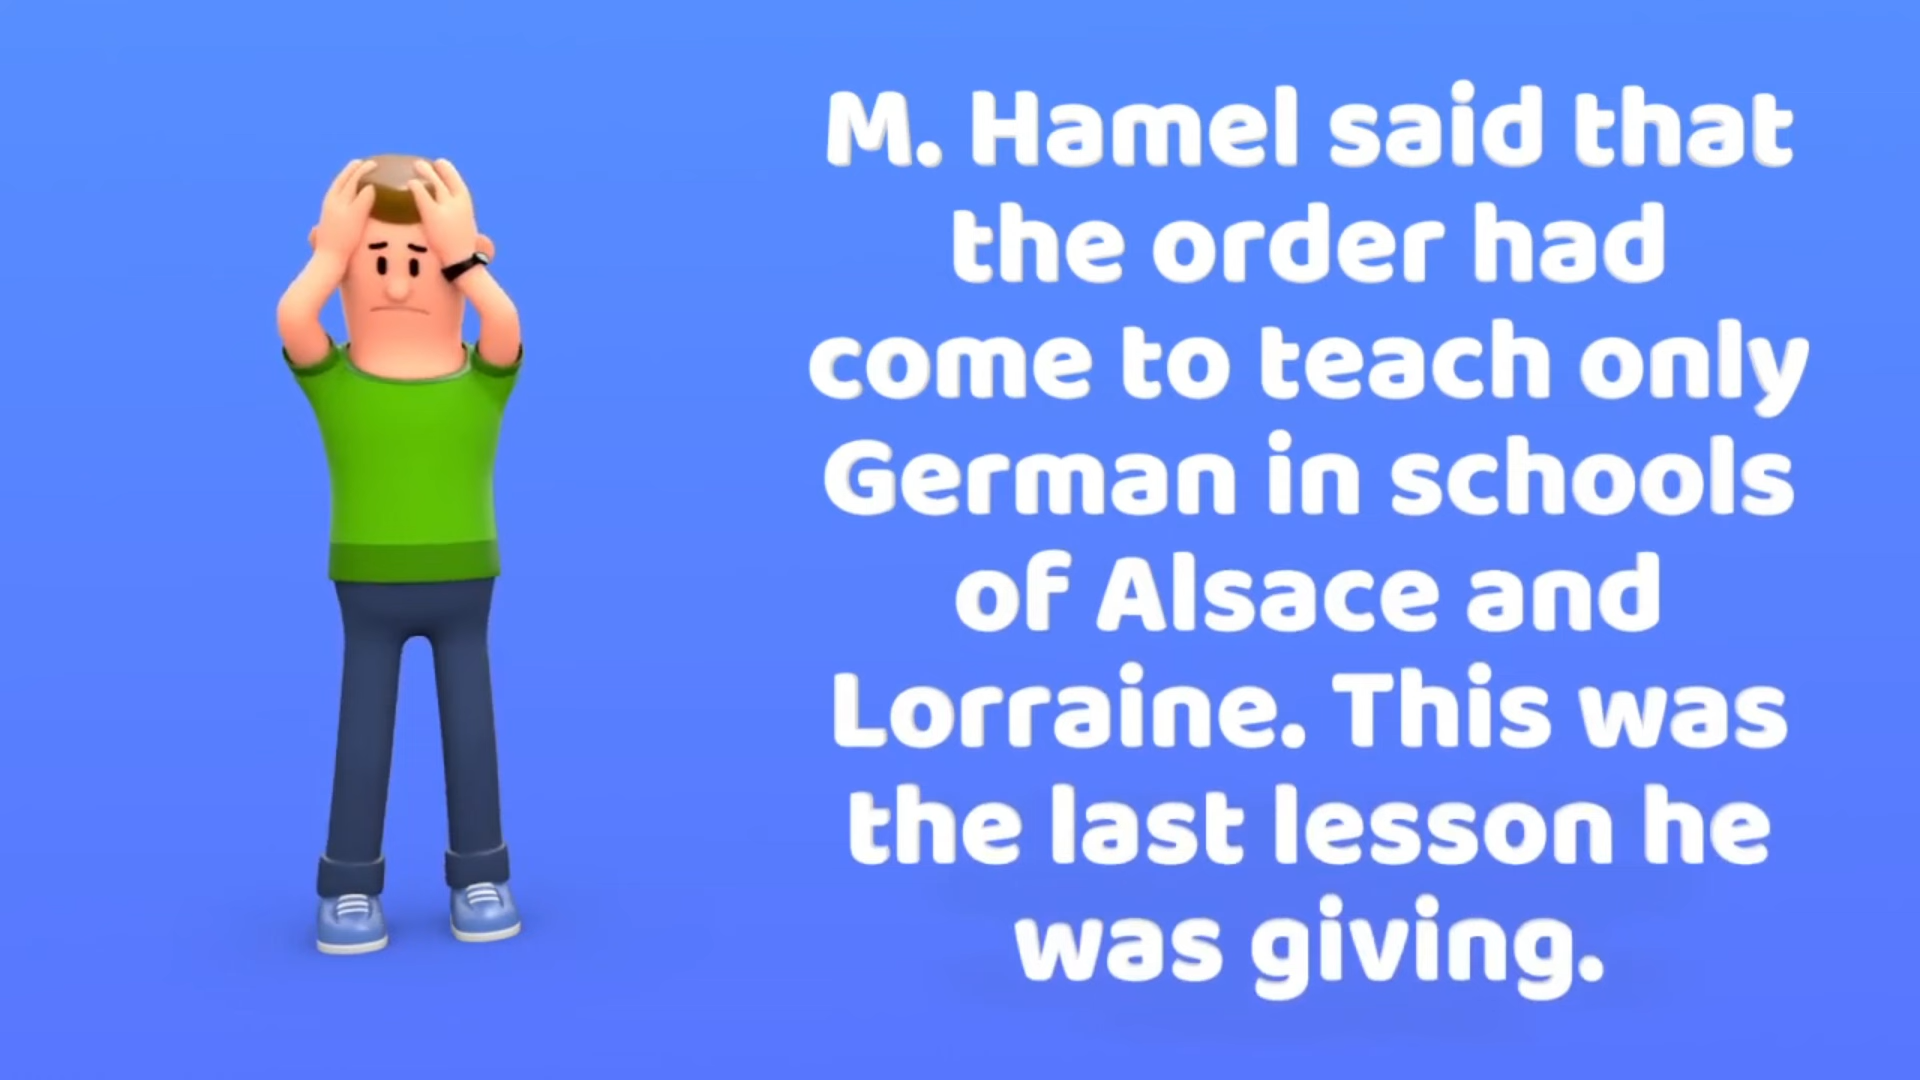 M. Hamel said that
the order had
come to teach only
German in schools
of Alsace and
Lorraine. This was
the last lesson he
was giving.